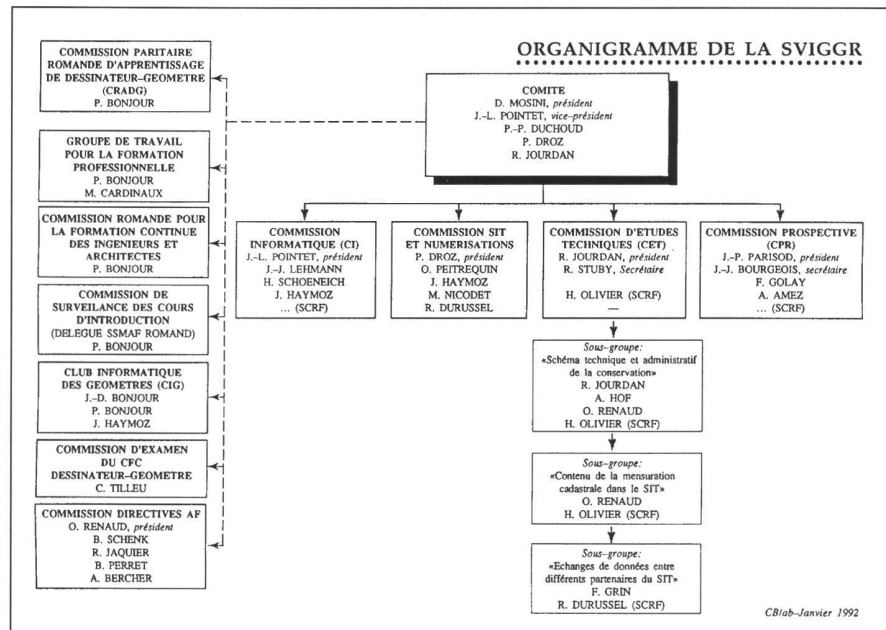 ORGANIGRAMME DE LA SVIGGR
COMMISSION PARITAIRE
ROMANDE D'APPRENTISSAGE
DE DESSINATEUR-GEOMETRE
(CRADG)
P. BONJOUR
GROUPE DE TRAVAIL
POUR LA FORMATION
PROFESSIONNELLE
P. BONJOUR
M. CARDINAUX
COMMISSION ROMANDE POUR
LA FORMATION CONTINUE
DES INGENIEURS ET
ARCHITECTES
P. BONJOUR
COMMISSION DE
SURVEILANCE DES COURS
D'INTRODUCTION
(DELEGUE SSMAF ROMAND)
P. BONJOUR
CLUB INFORMATIQUE
DES GEOMETRES (CIG)
J.-D. BONJOUR
P. BONJOUR
J. HAYMOZ
COMMISSION D'EXAMEN
DU CFC
DESSINATEUR-GEOMETRE
C. TILLEU
COMMISSION DIRECTIVES AF
O. RENAUD, président
B. SCHENK
R. JAQUIER
B. PERRET
A. BERCHER
COMITE
D. MOSINI, président
J.-L. POINTET, vice-président
P.-P. DUCHOUD
P. DROZ
R. JOURDAN
COMMISSION
INFORMATIQUE (CI)
J.-L. POINTET, président
J.-J. LEHMANN
H. SCHOENEICH
J. HAYMOZ
... (SCRF)
COMMISSION SIT
ET NUMERISATIONS
P. DROZ, président
O. PEITREQUIN
J. HAYMOZ
M. NICODET
R. DURUSSEL
COMMISSION D'ETUDES
TECHNIQUES (CET)
R. JOURDAN, président
R. STUBY, Secrétaire
H. OLIVIER (SCRF)
—
COMMISSION PROSPECTIVE
(CPR)
J.-P. PARISOD, président
J.-J. BOURGEOIS, secrétaire
F. GOLAY
A. AMEZ
... (SCRF)
Sous-groupe:
«Schéma technique et administratif
de la conservation»
R. JOURDAN
A. HOF
O. RENAUD
H. OLIVIER (SCRF)
Sous-groupe:
«Contenu de la mensuration
cadastrale dans le SIT»
O. RENAUD
H. OLIVIER (SCRF)
Sous-groupe:
«Echanges de données entre
différents partenaires du SIT»
F. GRIN
R. DURUSSEL (SCRF)
CB/ab-Janvier 1992